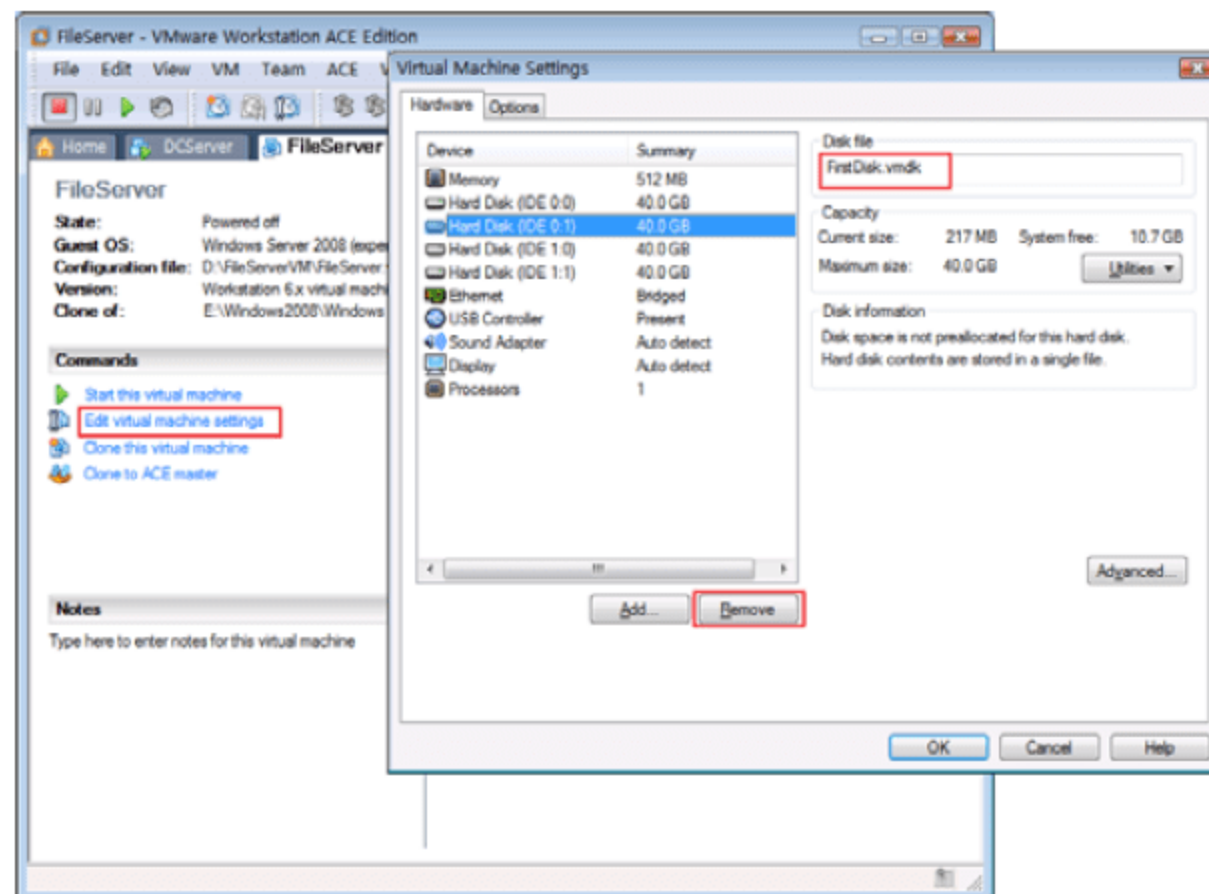 FileServer - VMware Workstation ACE Edition
File Edit View VM Team ACE
Home DCServer FileServer
FileServer
State: Powered off
Guest OS: Windows Server 2008 (exper
Configuration file: D:\FileServerVM\FileServer
Version: Workstation 6.x virtual machi
Clone of: E:\Windows2008\Windows
Commands
Start this virtual machine
Edit virtual machine settings
Clone this virtual machine
Clone to ACE master
Notes
Type here to enter notes for this virtual machine
Virtual Machine Settings
Hardware Options
Device Summary
Memory 512 MB
Hard Disk (IDE 0:0) 40.0 GB
Hard Disk (IDE 0:1) 40.0 GB
Hard Disk (IDE 1:0) 40.0 GB
Hard Disk (IDE 1:1) 40.0 GB
Ethernet Bridged
USB Controller Present
Sound Adapter Auto detect
Display Auto detect
Processors 1
Add... Remove
Disk file
FirstDisk.vmdk
Capacity
Current size: 217 MB System free: 10.7 GB
Maximum size: 40.0 GB Utilities
Disk information
Disk space is not preallocated for this hard disk.
Hard disk contents are stored in a single file.
Advanced...
OK Cancel Help